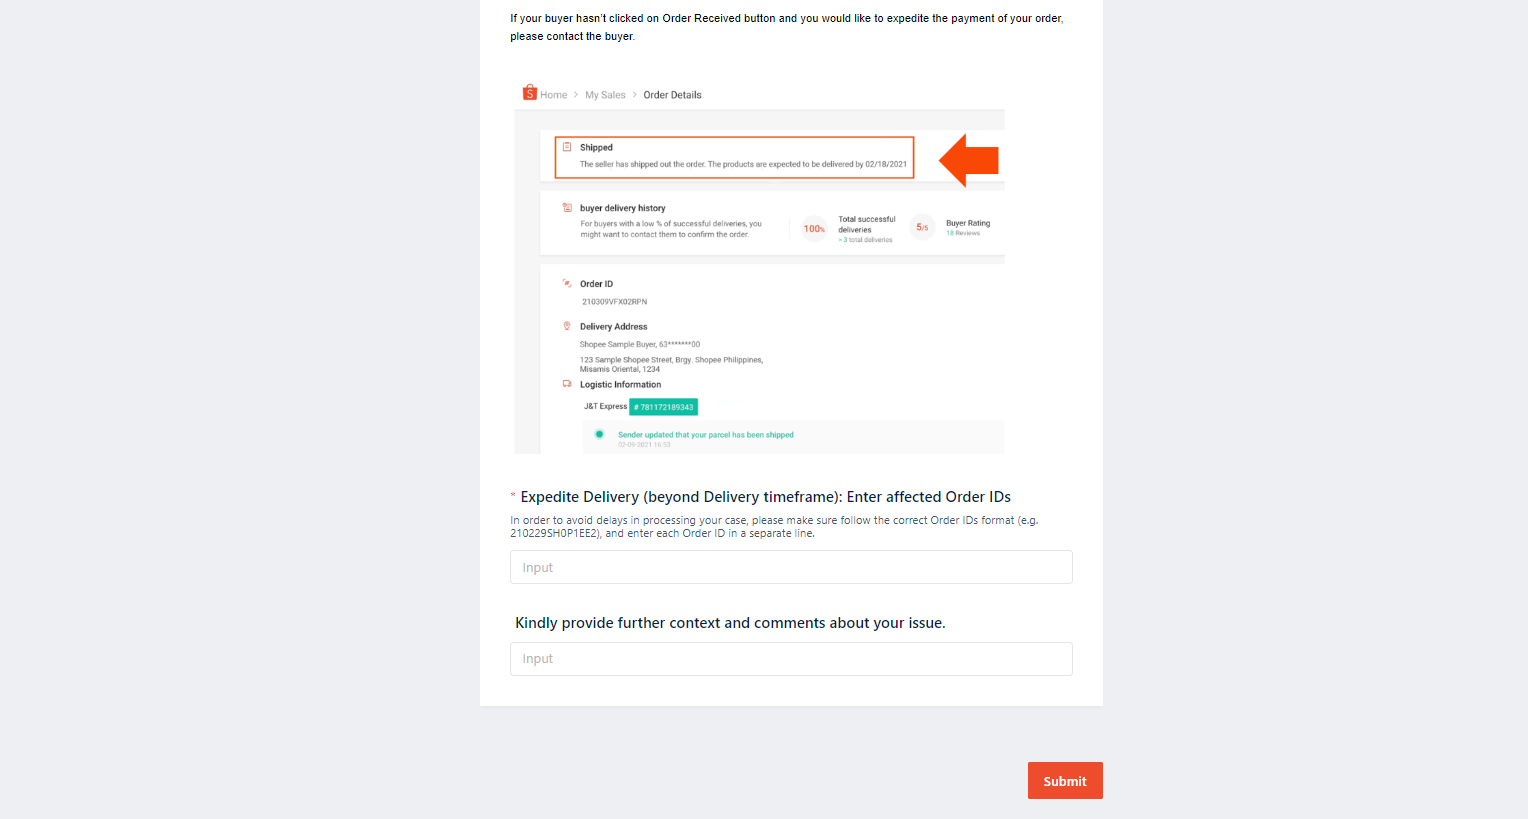 If your buyer hasn't clicked on Order Received button and you would like to expedite the payment of your order,
please contact the buyer.
Home > My Sales > Order Details
Shipped
The seller has shipped out the order. The products are expected to be delivered by 02/18/2021
buyer delivery history
For buyers with a low % of successful deliveries, you
might want to contact them to confirm the order.
100%
Total successful
deliveries
> 3 total deliveries
5/5
Buyer Rating
18 Reviews
Order ID
210309VFX02RPN
Delivery Address
Shopee Sample Buyer, 63*******00
123 Sample Shopee Street, Brgy. Shopee Philippines,
Misamis Oriental, 1234
Logistic Information
J&T Express # 781172189343
Sender updated that your parcel has been shipped
02-09-2021 16:53
* Expedite Delivery (beyond Delivery timeframe): Enter affected Order IDs
In order to avoid delays in processing your case, please make sure follow the correct Order IDs format (e.g.
210229SH0P1EE2), and enter each Order ID in a separate line.
Input
Kindly provide further context and comments about your issue.
Input
Submit